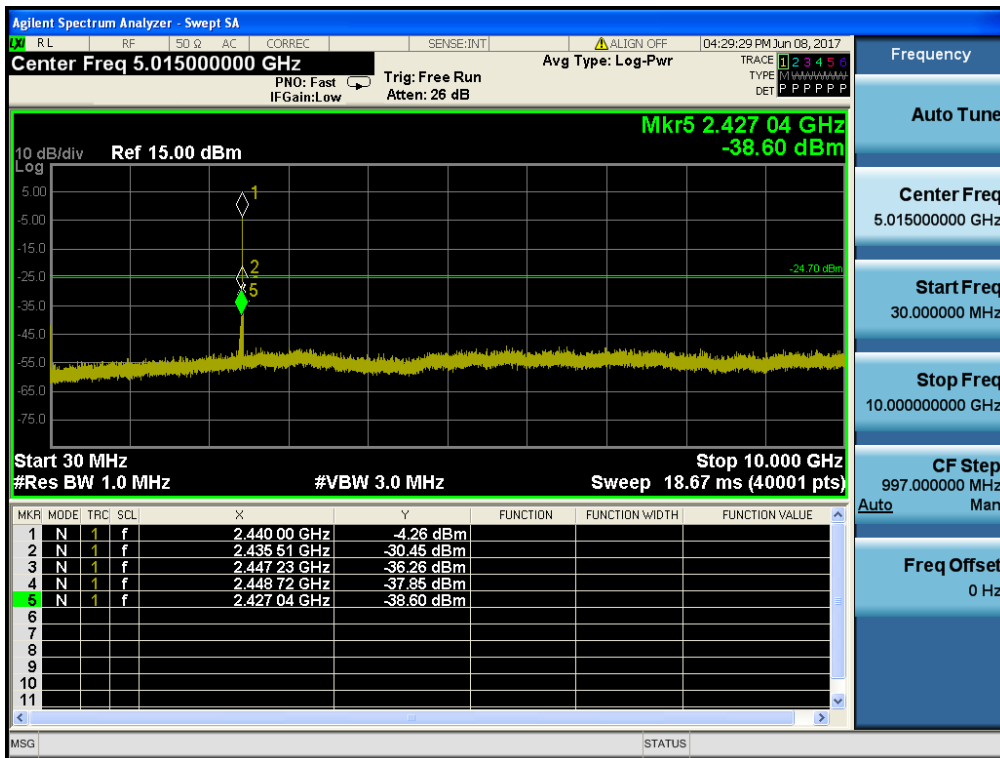 Agilent Spectrum Analyzer - Swept SA
LXI RL RF 50 Ω AC CORREC SENSE:INT ALIGN OFF 04:29:29 PM Jun 08, 2017
Center Freq 5.015000000 GHz
PNO: Fast
IFGain:Low
Trig: Free Run
Atten: 26 dB
Avg Type: Log-Pwr
TRACE 1 2 3 4 5 6
TYPE M WWWWW
DET P P P P P P
Mkr5 2.427 04 GHz
-38.60 dBm
10 dB/div Ref 15.00 dBm
Log
5.00
-5.00
-15.0
-25.0
-35.0
-45.0
-55.0
-65.0
-75.0
1
2
5
-24.70 dBm
Start 30 MHz Stop 10.000 GHz
#Res BW 1.0 MHz #VBW 3.0 MHz Sweep 18.67 ms (40001 pts)
MKR MODE TRC SCL X Y FUNCTION FUNCTION WIDTH FUNCTION VALUE
1 N 1 f 2.440 00 GHz -4.26 dBm
2 N 1 f 2.435 51 GHz -30.45 dBm
3 N 1 f 2.447 23 GHz -36.26 dBm
4 N 1 f 2.448 72 GHz -37.85 dBm
5 N 1 f 2.427 04 GHz -38.60 dBm
6
7
8
9
10
11
MSG STATUS
Frequency
Auto Tune
Center Freq
5.015000000 GHz
Start Freq
30.000000 MHz
Stop Freq
10.000000000 GHz
CF Step
997.000000 MHz
Auto Man
Freq Offset
0 Hz